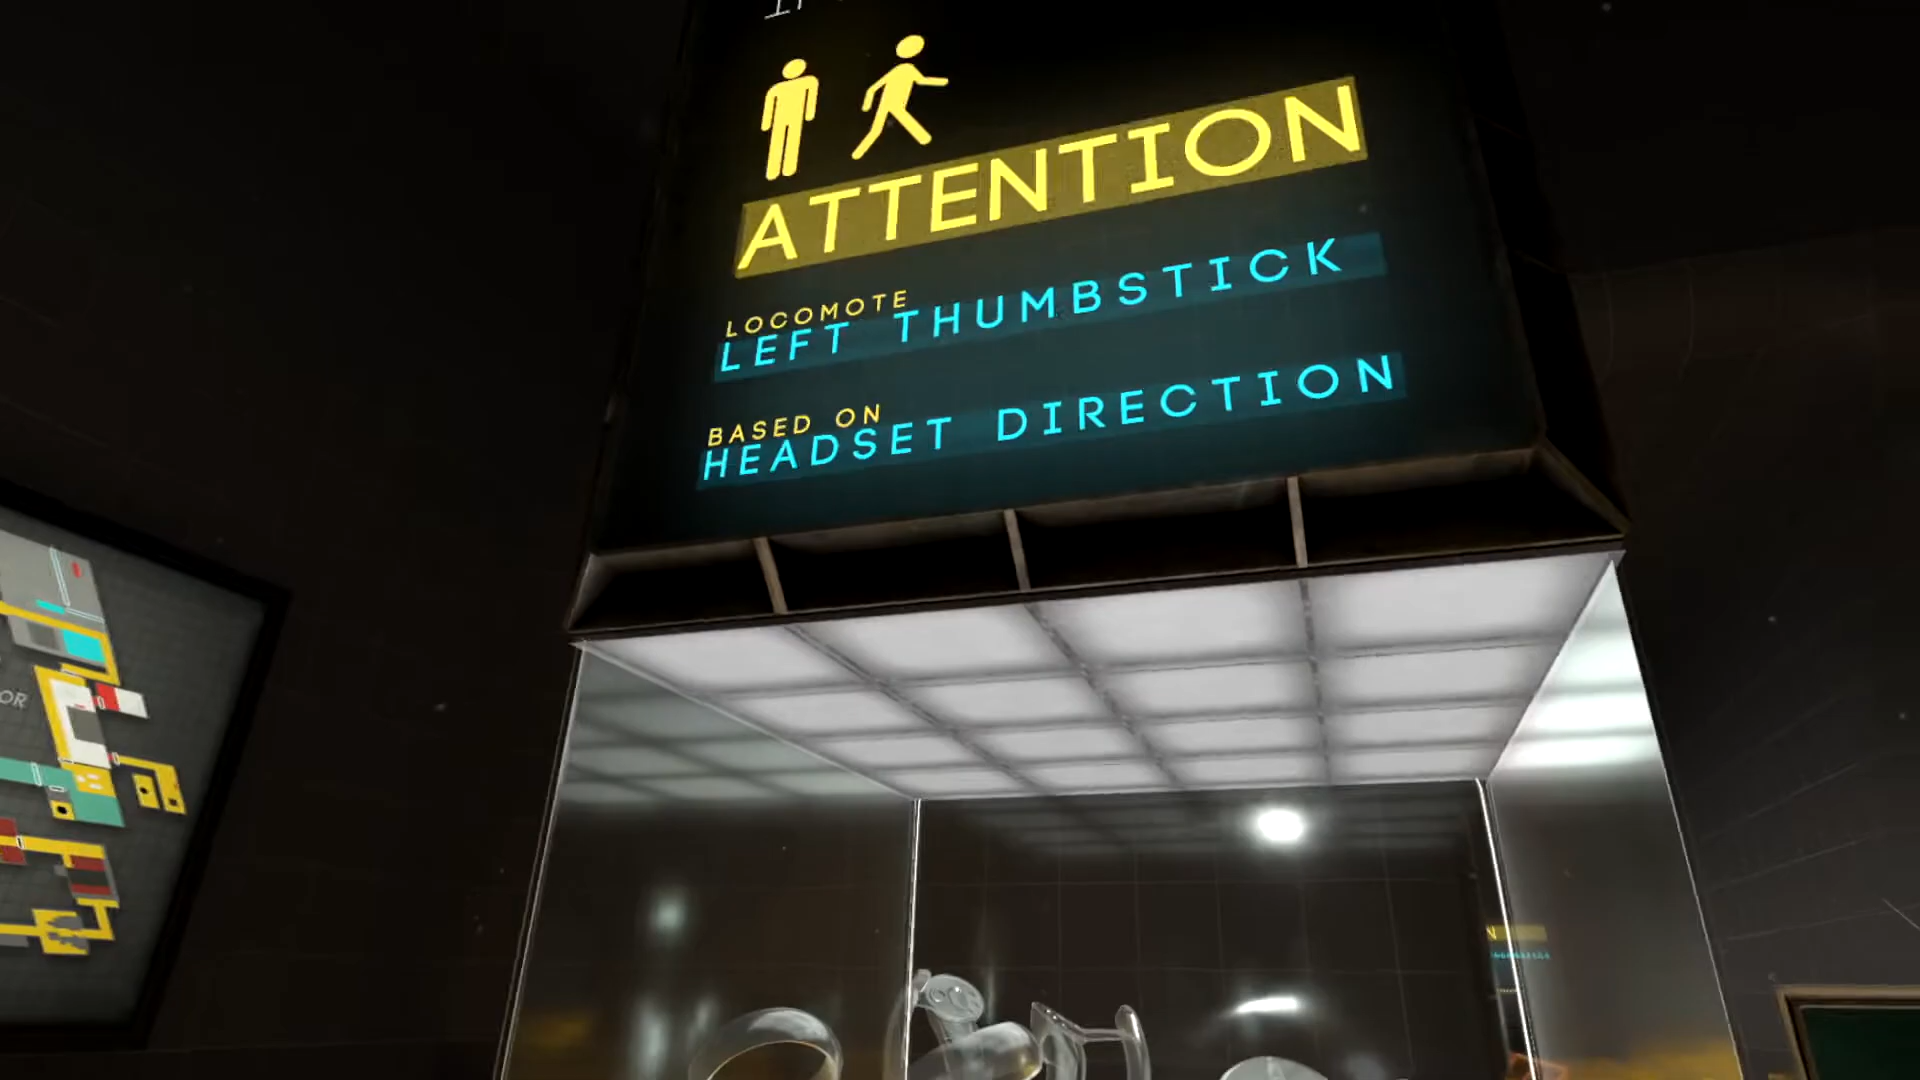 ATTENTION
LOCOMOTE
LEFT THUMBSTICK
BASED ON
HEADSET DIRECTION